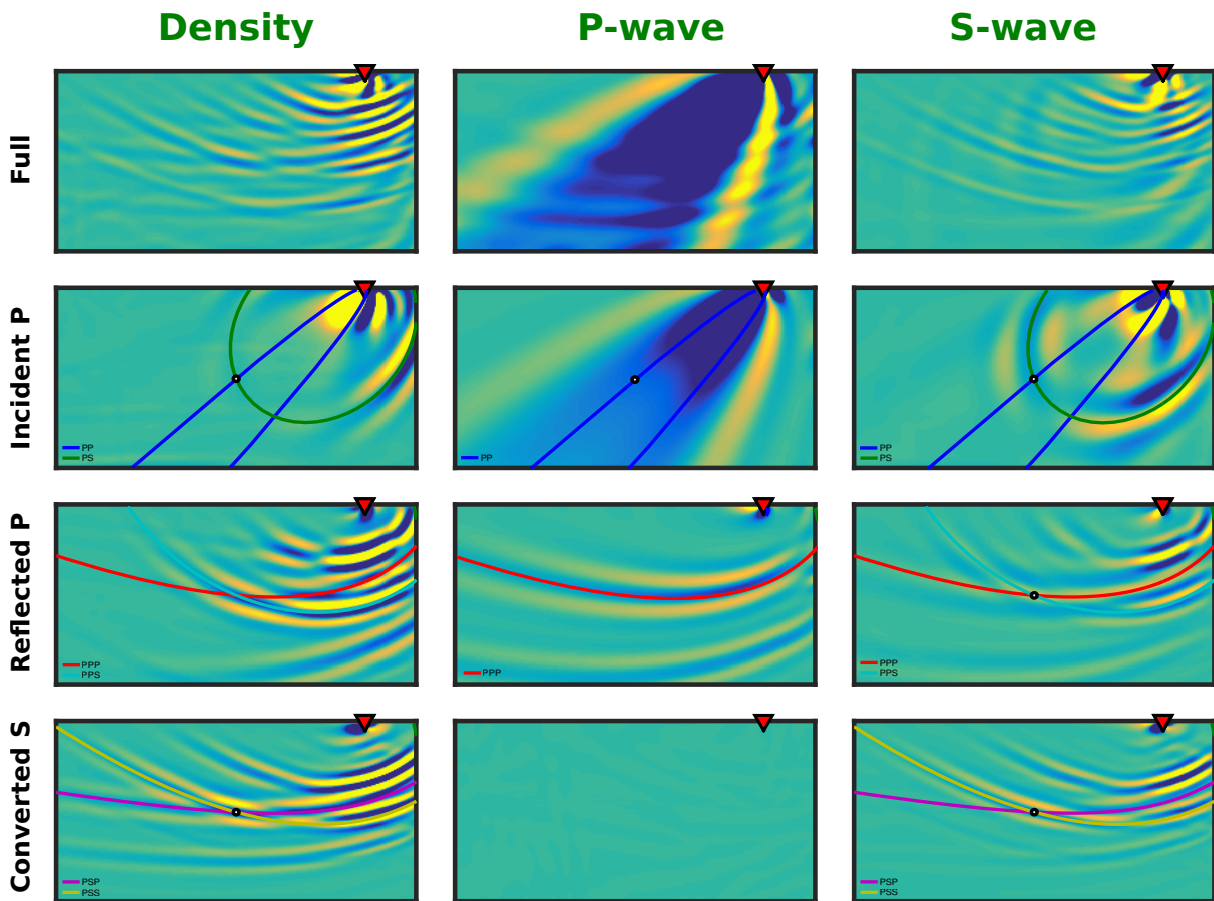 Density P-wave S-wave
Full
Incident P
PP
PS
PP
PP
PS
Reflected P
PPP
PPS
PPP
PPP
PPS
Converted S
PSP
PSS
PSP
PSS